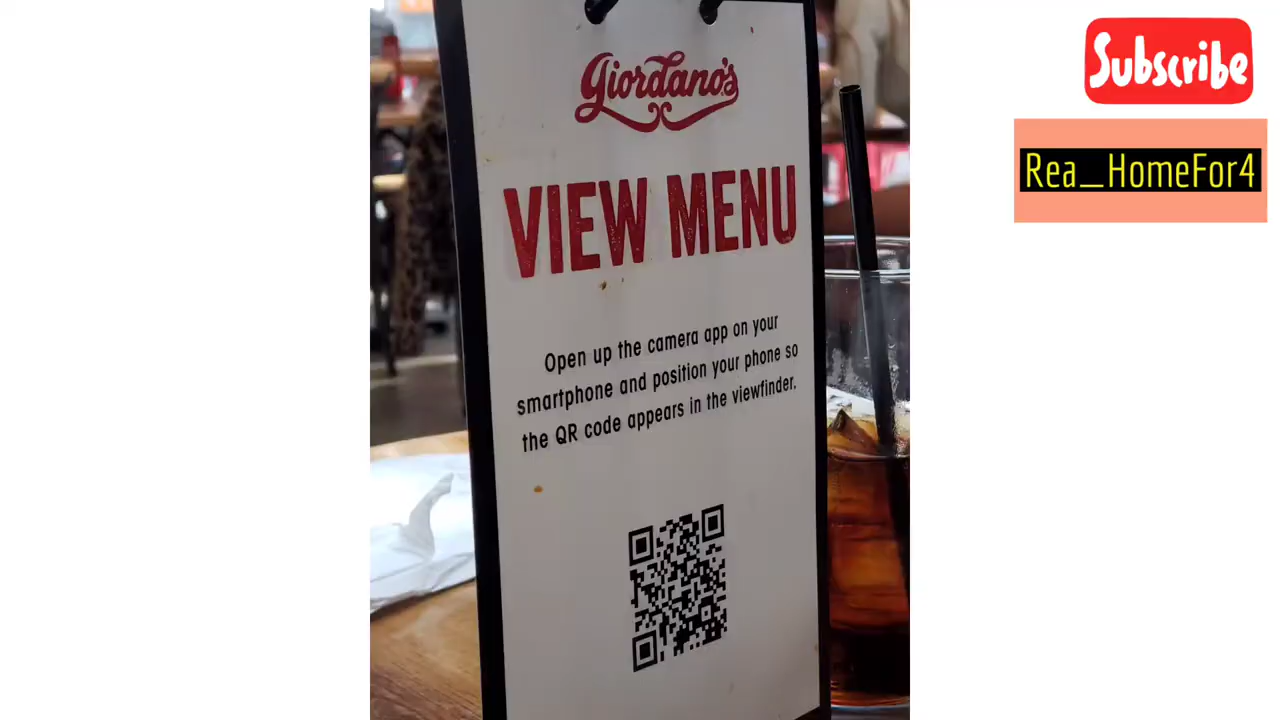 Giordano's
VIEW MENU
Open up the camera app on your
smartphone and position your phone so
the QR code appears in the viewfinder.
Subscribe
Rea_HomeFor4